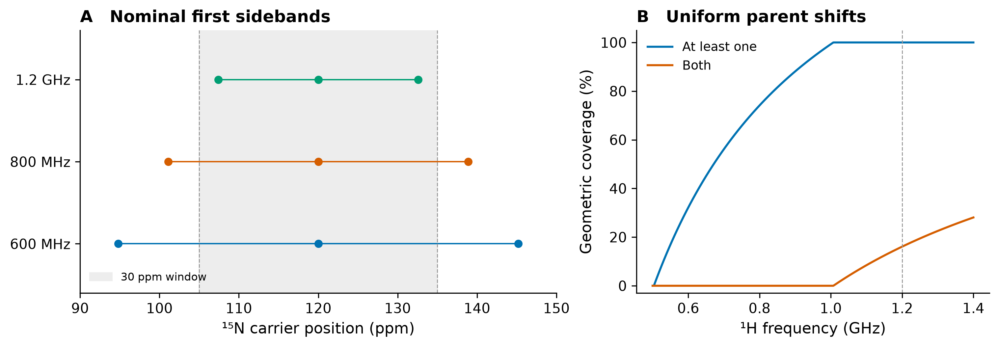 A Nominal first sidebands
1.2 GHz
800 MHz
600 MHz
30 ppm window
90 100 110 120 130 140 150
¹⁵N carrier position (ppm)
B Uniform parent shifts
At least one
Both
Geometric coverage (%)
100
80
60
40
20
0
0.6 0.8 1.0 1.2 1.4
¹H frequency (GHz)